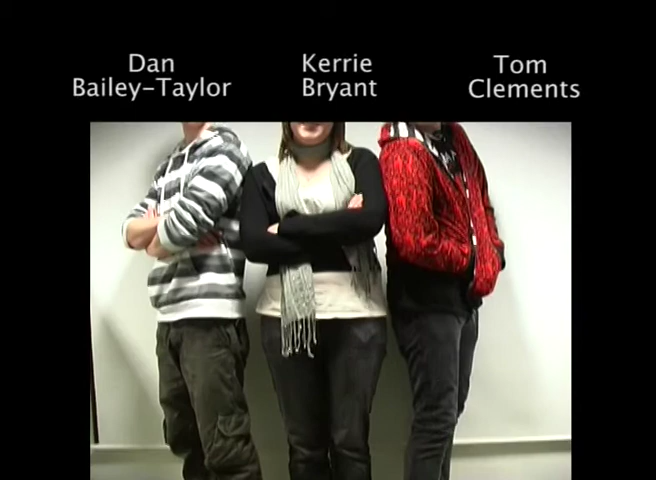 Dan
Bailey-Taylor
Kerrie
Bryant
Tom
Clements